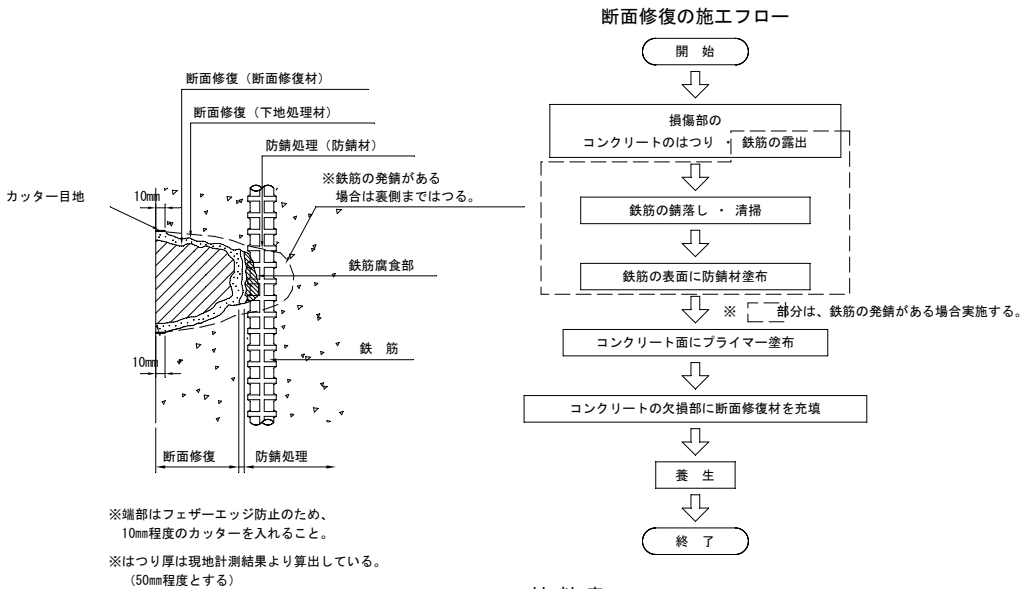 断面修復の施工フロー
開 始
損傷部の
コンクリートのはつり ・ 鉄筋の露出
鉄筋の錆落し ・ 清掃
鉄筋の表面に防錆材塗布
※ 部分は、鉄筋の発錆がある場合実施する。
コンクリート面にプライマー塗布
コンクリートの欠損部に断面修復材を充填
養 生
終 了
断面修復（断面修復材）
断面修復（下地処理材）
防錆処理（防錆材）
※鉄筋の発錆がある
場合は裏側まではつる。
カッター目地
10mm
鉄筋腐食部
鉄 筋
10mm
断面修復
防錆処理
※端部はフェザーエッジ防止のため、
10mm程度のカッターを入れること。
※はつり厚は現地計測結果より算出している。
（50mm程度とする）